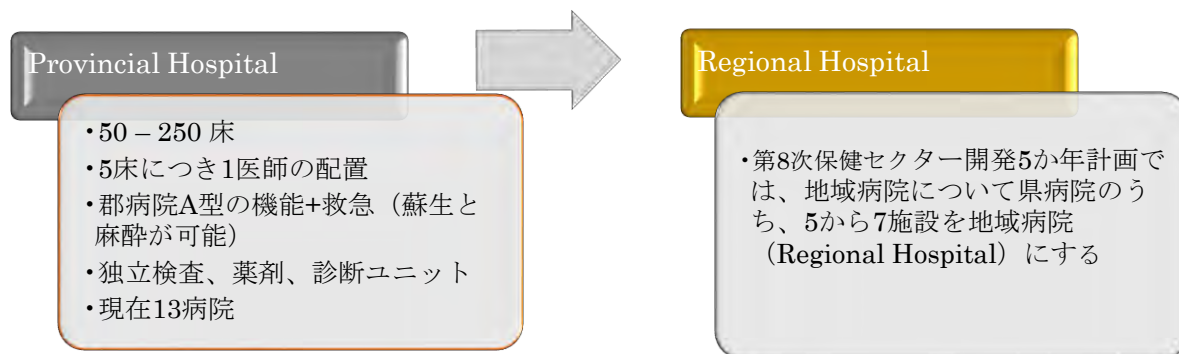 Provincial Hospital
・50 – 250 床
・5床につき1医師の配置
・郡病院A型の機能+救急（蘇生と
麻酔が可能）
・独立検査、薬剤、診断ユニット
・現在13病院
Regional Hospital
・第8次保健セクター開発5か年計画で
は、地域病院について県病院のう
ち、5から7施設を地域病院
（Regional Hospital）にする